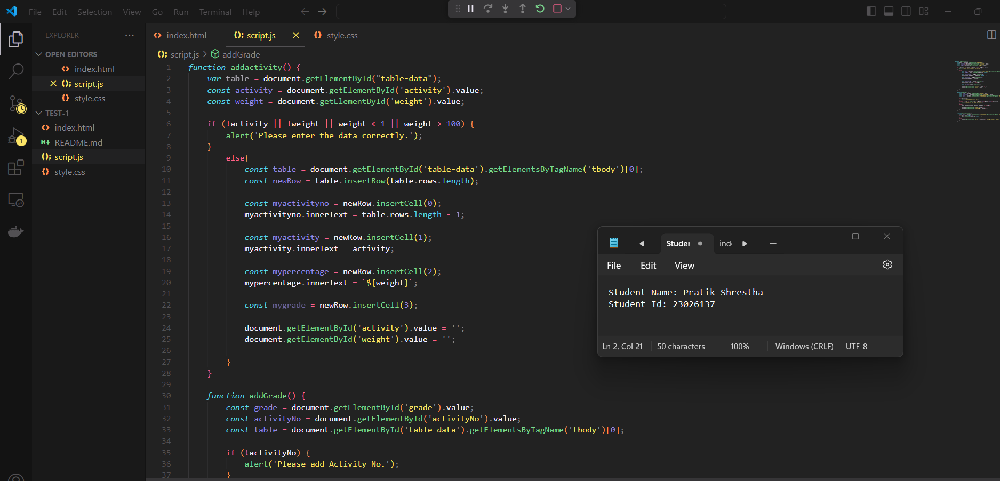 File Edit Selection View Go Run Terminal Help
EXPLORER
OPEN EDITORS
index.html
script.js
style.css
TEST-1
index.html
README.md
script.js
style.css
1
index.html script.js style.css
script.js > addGrade
1 function addactivity() {
2 var table = document.getElementById("table-data");
3 const activity = document.getElementById('activity').value;
4 const weight = document.getElementById('weight').value;
5
6 if (!activity || !weight || weight < 1 || weight > 100) {
7 alert('Please enter the data correctly.');
8 }
9 else{
10 const table = document.getElementById('table-data').getElementsByTagName('tbody')[0];
11 const newRow = table.insertRow(table.rows.length);
12
13 const myactivityno = newRow.insertCell(0);
14 myactivityno.innerText = table.rows.length - 1;
15
16 const myactivity = newRow.insertCell(1);
17 myactivity.innerText = activity;
18
19 const mypercentage = newRow.insertCell(2);
20 mypercentage.innerText = `${weight}`;
21
22 const mygrade = newRow.insertCell(3);
23
24 document.getElementById('activity').value = '';
25 document.getElementById('weight').value = '';
26
27 }
28 }
29
30 function addGrade() {
31 const grade = document.getElementById('grade').value;
32 const activityNo = document.getElementById('activityNo').value;
33 const table = document.getElementById('table-data').getElementsByTagName('tbody')[0];
34
35 if (!activityNo) {
36 alert('Please add Activity No.');
37 }
Studer ind
File Edit View
Student Name: Pratik Shrestha
Student Id: 23026137
Ln 2, Col 21 50 characters 100% Windows (CRLF) UTF-8